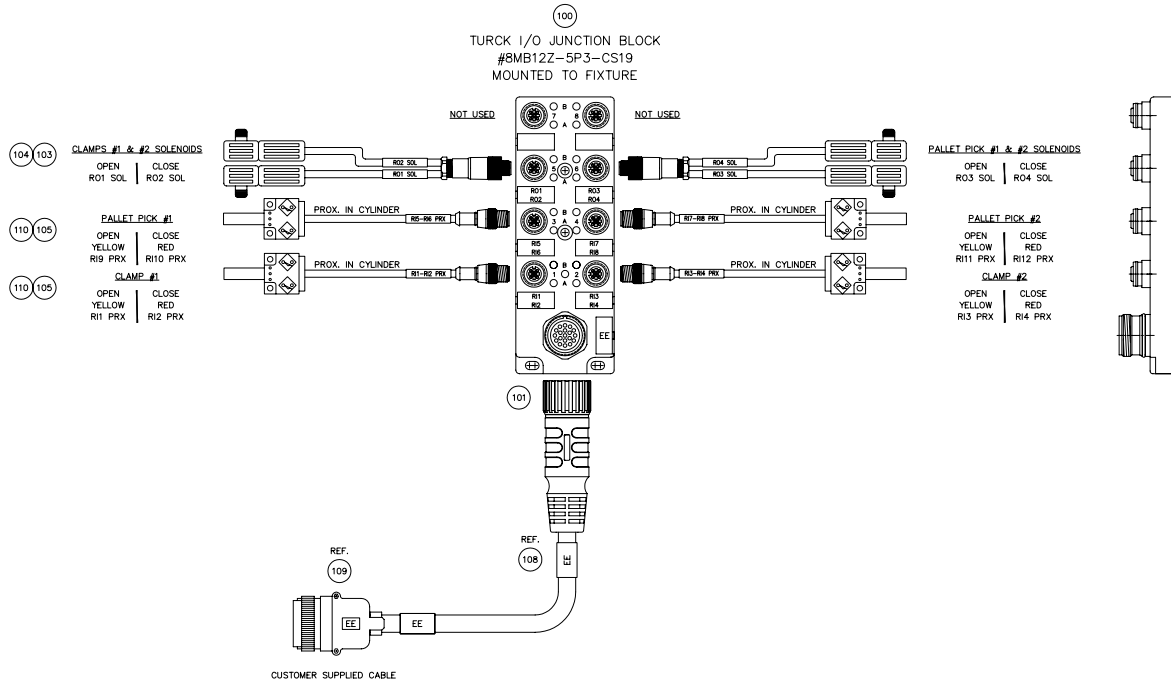 100
TURCK I/O JUNCTION BLOCK
#8MB12Z-5P3-CS19
MOUNTED TO FIXTURE
NOT USED
NOT USED
B
7 8
A
104 103
CLAMPS #1 & #2 SOLENOIDS
OPEN CLOSE
RO1 SOL RO2 SOL
RO2 SOL
RO1 SOL
B
5 6
A
RO4 SOL
RO3 SOL
PALLET PICK #1 & #2 SOLENOIDS
OPEN CLOSE
RO3 SOL RO4 SOL
RO1
RO2
RO3
RO4
110 105
PALLET PICK #1
OPEN CLOSE
YELLOW RED
RI9 PRX RI10 PRX
PROX. IN CYLINDER
RI5-RI6 PRX
B
3 4
A
RI7-RI8 PRX
PROX. IN CYLINDER
PALLET PICK #2
OPEN CLOSE
YELLOW RED
RI11 PRX RI12 PRX
RI5
RI6
RI7
RI8
110 105
CLAMP #1
OPEN CLOSE
YELLOW RED
RI1 PRX RI2 PRX
PROX. IN CYLINDER
RI1-RI2 PRX
B
1 2
A
RI3-RI4 PRX
PROX. IN CYLINDER
CLAMP #2
OPEN CLOSE
YELLOW RED
RI3 PRX RI4 PRX
RI1
RI2
RI3
RI4
EE
101
REF.
108
EE
REF.
109
EE
EE
CUSTOMER SUPPLIED CABLE